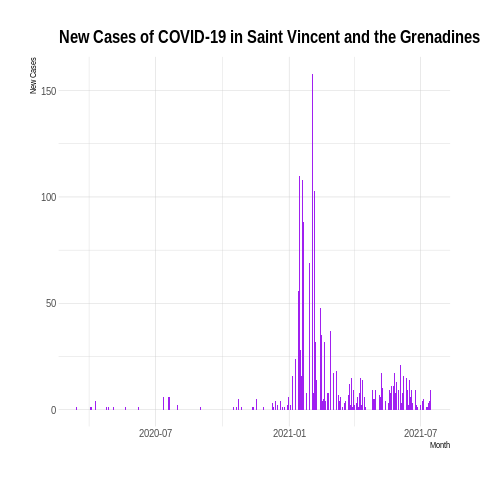 New Cases of COVID-19 in Saint Vincent and the Grenadines
New Cases
150
100
50
0
2020-07
2021-01
2021-07
Month